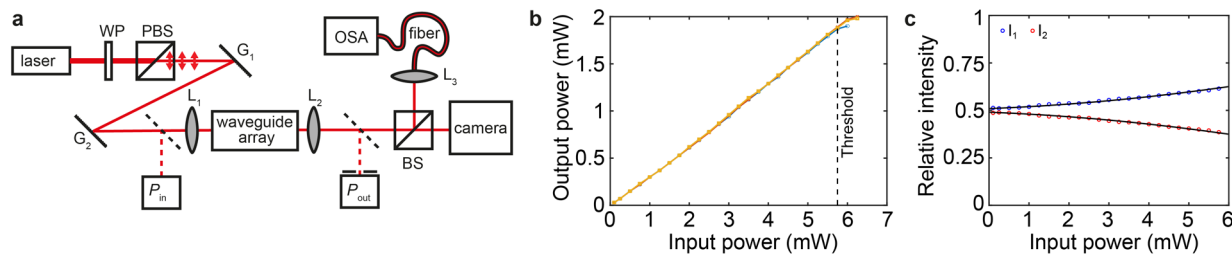 a
laser
WP
PBS
G1
G2
L1
waveguide
array
L2
OSA
fiber
L3
BS
camera
Pin
Pout
b
Output power (mW)
2
1.5
1
0.5
0
0 1 2 3 4 5 6 7
Input power (mW)
Threshold
c
Relative intensity
1
0.75
0.5
0.25
0
I1 I2
0 2 4 6
Input power (mW)